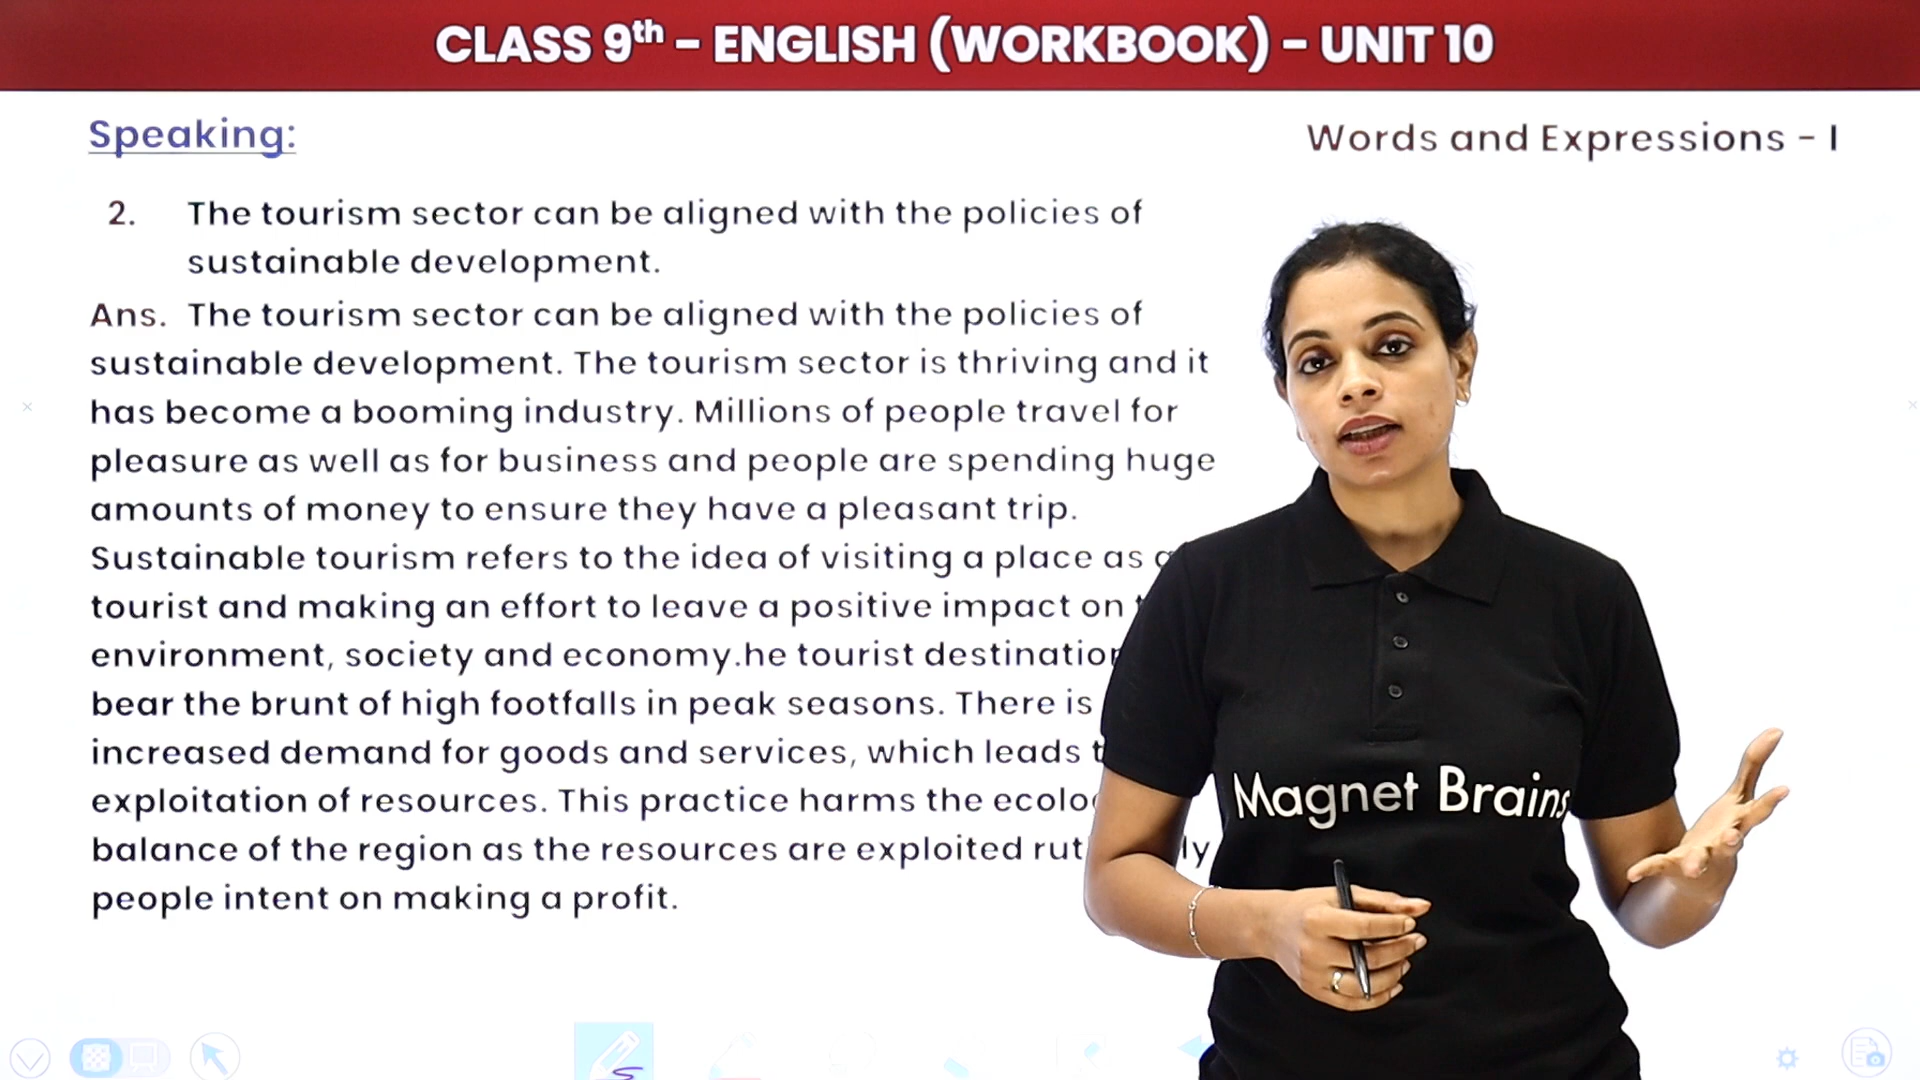 CLASS 9th – ENGLISH (WORKBOOK) – UNIT 10
Speaking:
Words and Expressions – I
2. The tourism sector can be aligned with the policies of
sustainable development.
Ans. The tourism sector can be aligned with the policies of
sustainable development. The tourism sector is thriving and it
has become a booming industry. Millions of people travel for
pleasure as well as for business and people are spending huge
amounts of money to ensure they have a pleasant trip.
Sustainable tourism refers to the idea of visiting a place as
tourist and making an effort to leave a positive impact on
environment, society and economy.he tourist
bear the brunt of high footfalls in peak seasons. There is
increased demand for goods and services, which leads
exploitation of resources. This practice harms the
balance of the region as the resources are exploited
people intent on making a profit.
Magnet Brains